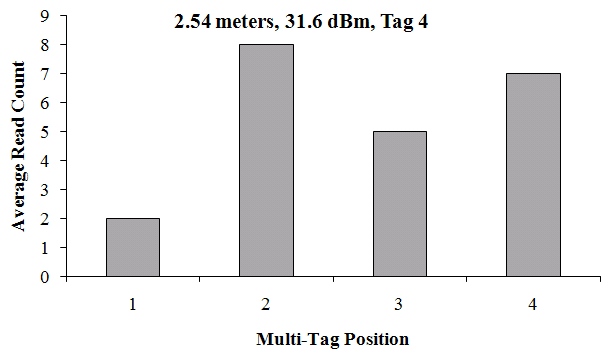 2.54 meters, 31.6 dBm, Tag 4
9
8
7
6
5
4
3
2
1
0
Average Read Count
1 2 3 4
Multi-Tag Position